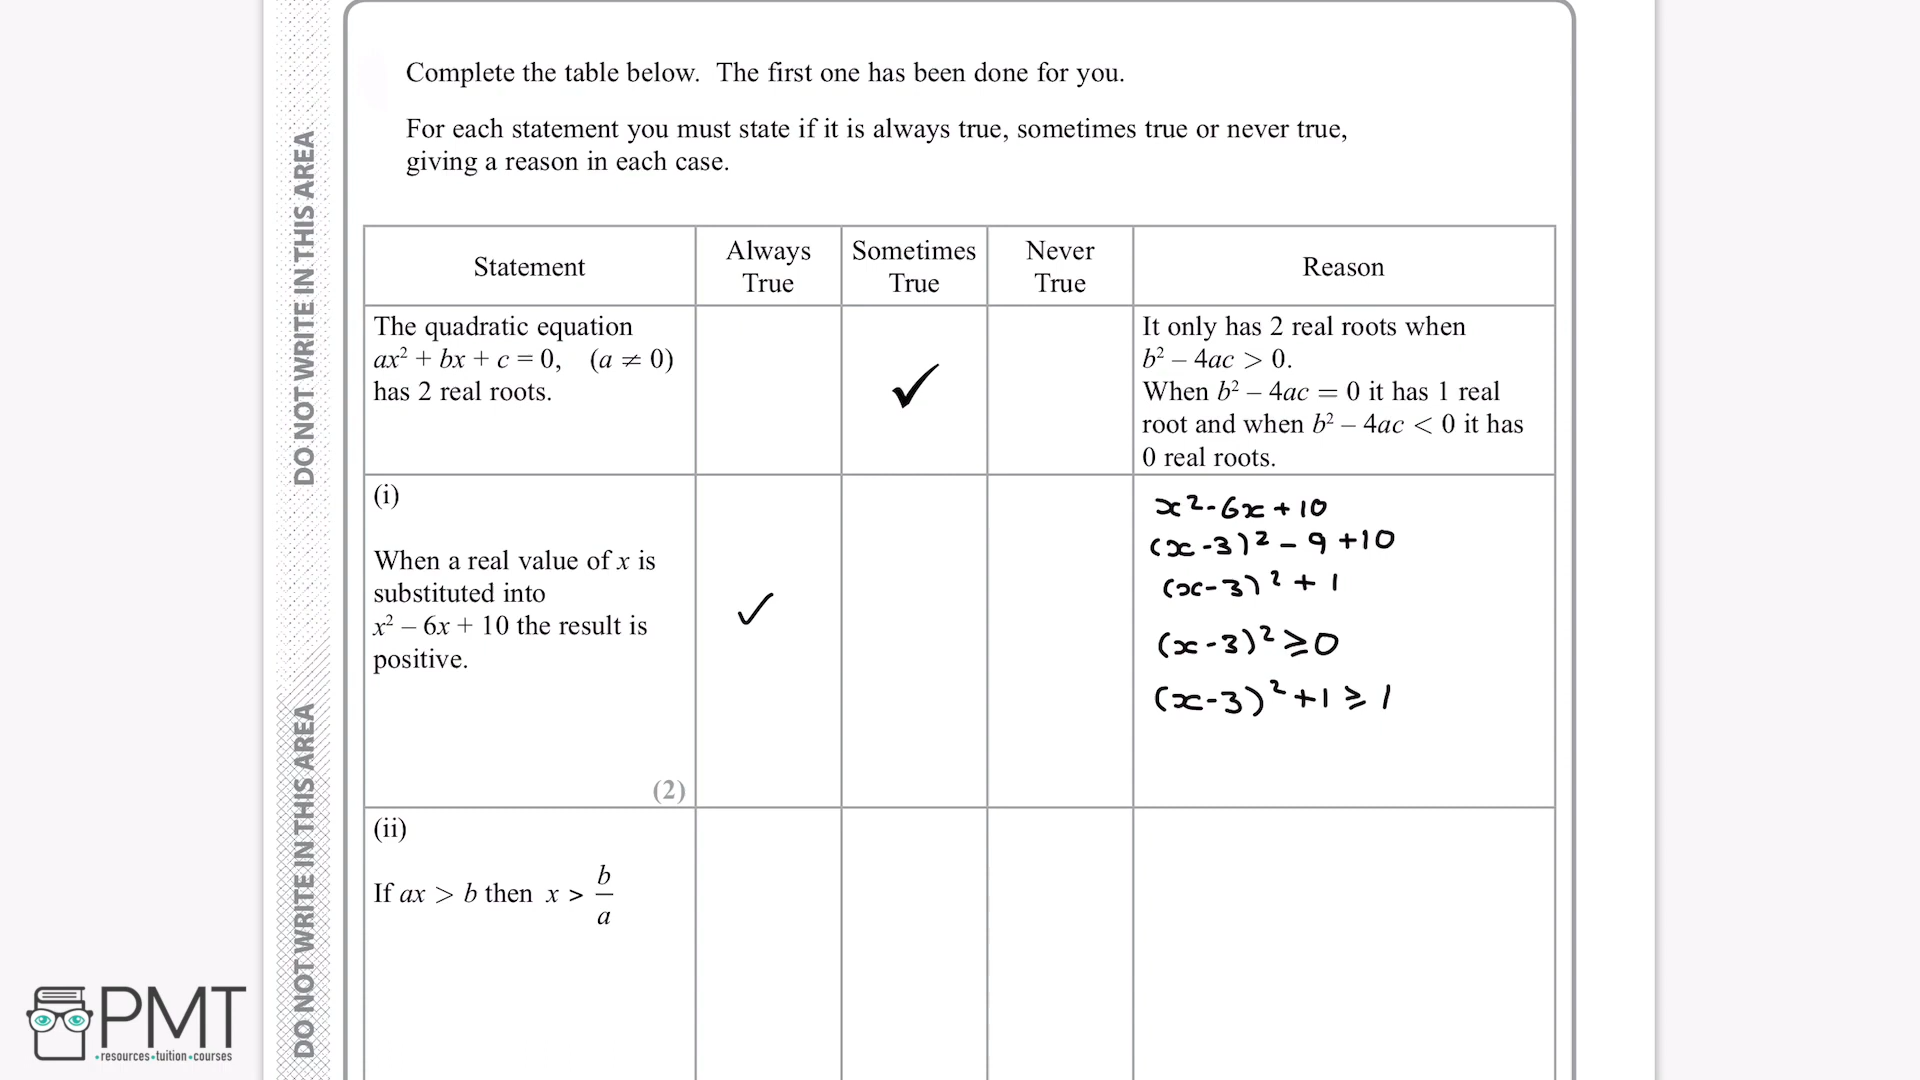 Complete the table below. The first one has been done for you.
For each statement you must state if it is always true, sometimes true or never true,
giving a reason in each case.
Statement
Always
True
Sometimes
True
Never
True
Reason
The quadratic equation
ax² + bx + c = 0, (a ≠ 0)
has 2 real roots.
✓
It only has 2 real roots when
b² – 4ac > 0.
When b² – 4ac = 0 it has 1 real
root and when b² – 4ac < 0 it has
0 real roots.
(i)
When a real value of x is
substituted into
x² – 6x + 10 the result is
positive.
(2)
✓
x² - 6x + 10
(x - 3)² - 9 + 10
(x - 3)² + 1
(x - 3)² ≥ 0
(x - 3)² + 1 ≥ 1
(ii)
If ax > b then x > b/a
DO NOT WRITE IN THIS AREA
DO NOT WRITE IN THIS AREA
PMT
•resources•tuition•courses